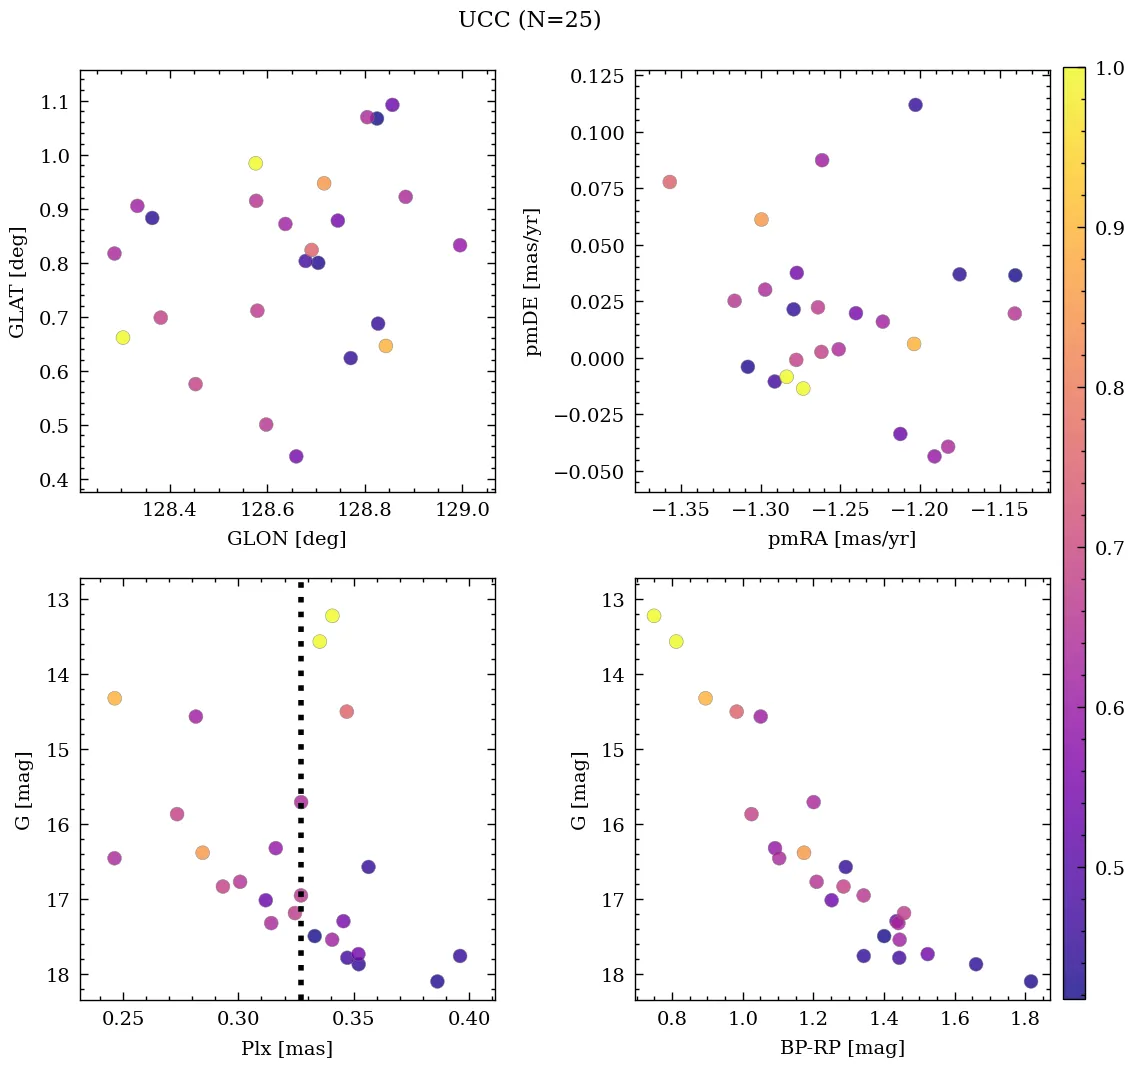 UCC (N=25)
1.1
1.0
0.9
0.8
0.7
0.6
0.5
0.4
GLAT [deg]
128.4 128.6 128.8 129.0
GLON [deg]
0.125
0.100
0.075
0.050
0.025
0.000
−0.025
−0.050
pmDE [mas/yr]
−1.35 −1.30 −1.25 −1.20 −1.15
pmRA [mas/yr]
1.0
0.9
0.8
0.7
0.6
0.5
13
14
15
16
17
18
G [mag]
0.25 0.30 0.35 0.40
Plx [mas]
13
14
15
16
17
18
G [mag]
0.8 1.0 1.2 1.4 1.6 1.8
BP-RP [mag]